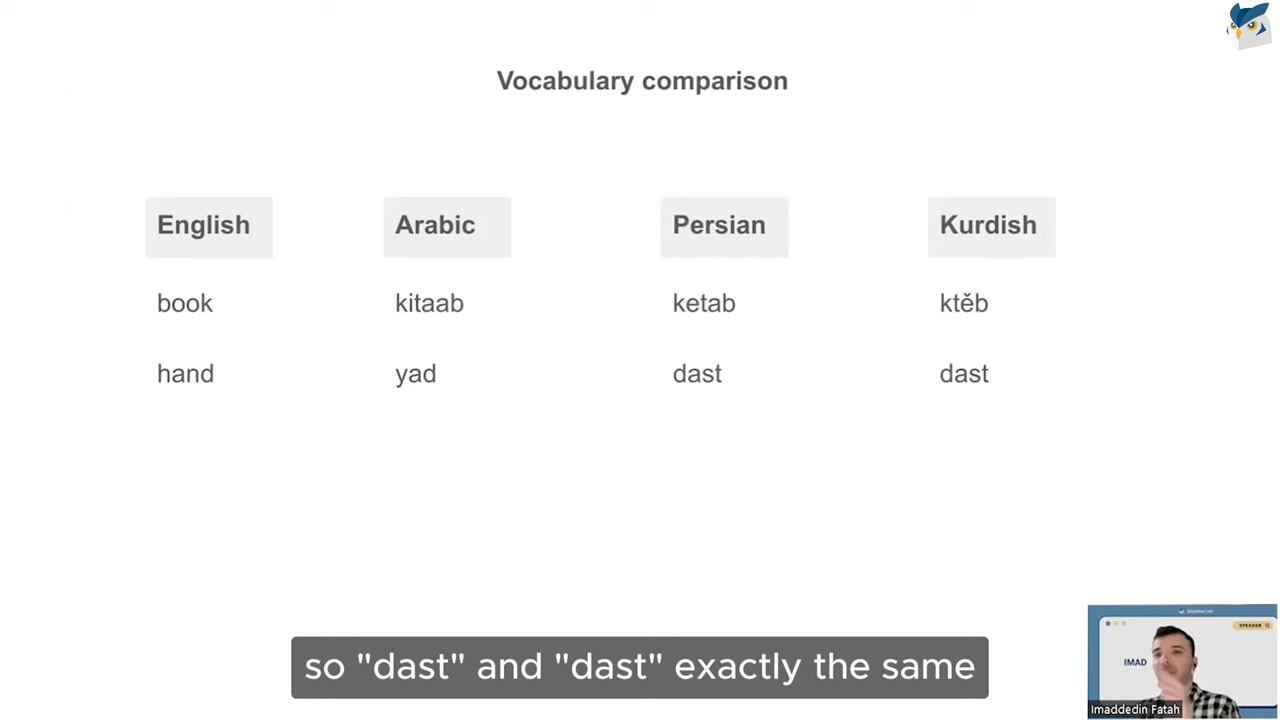 Vocabulary comparison
English Arabic Persian Kurdish
book kitaab ketab ktěb
hand yad dast dast
so "dast" and "dast" exactly the same
SPEAKER
IMAD
Imaddedin Fatah